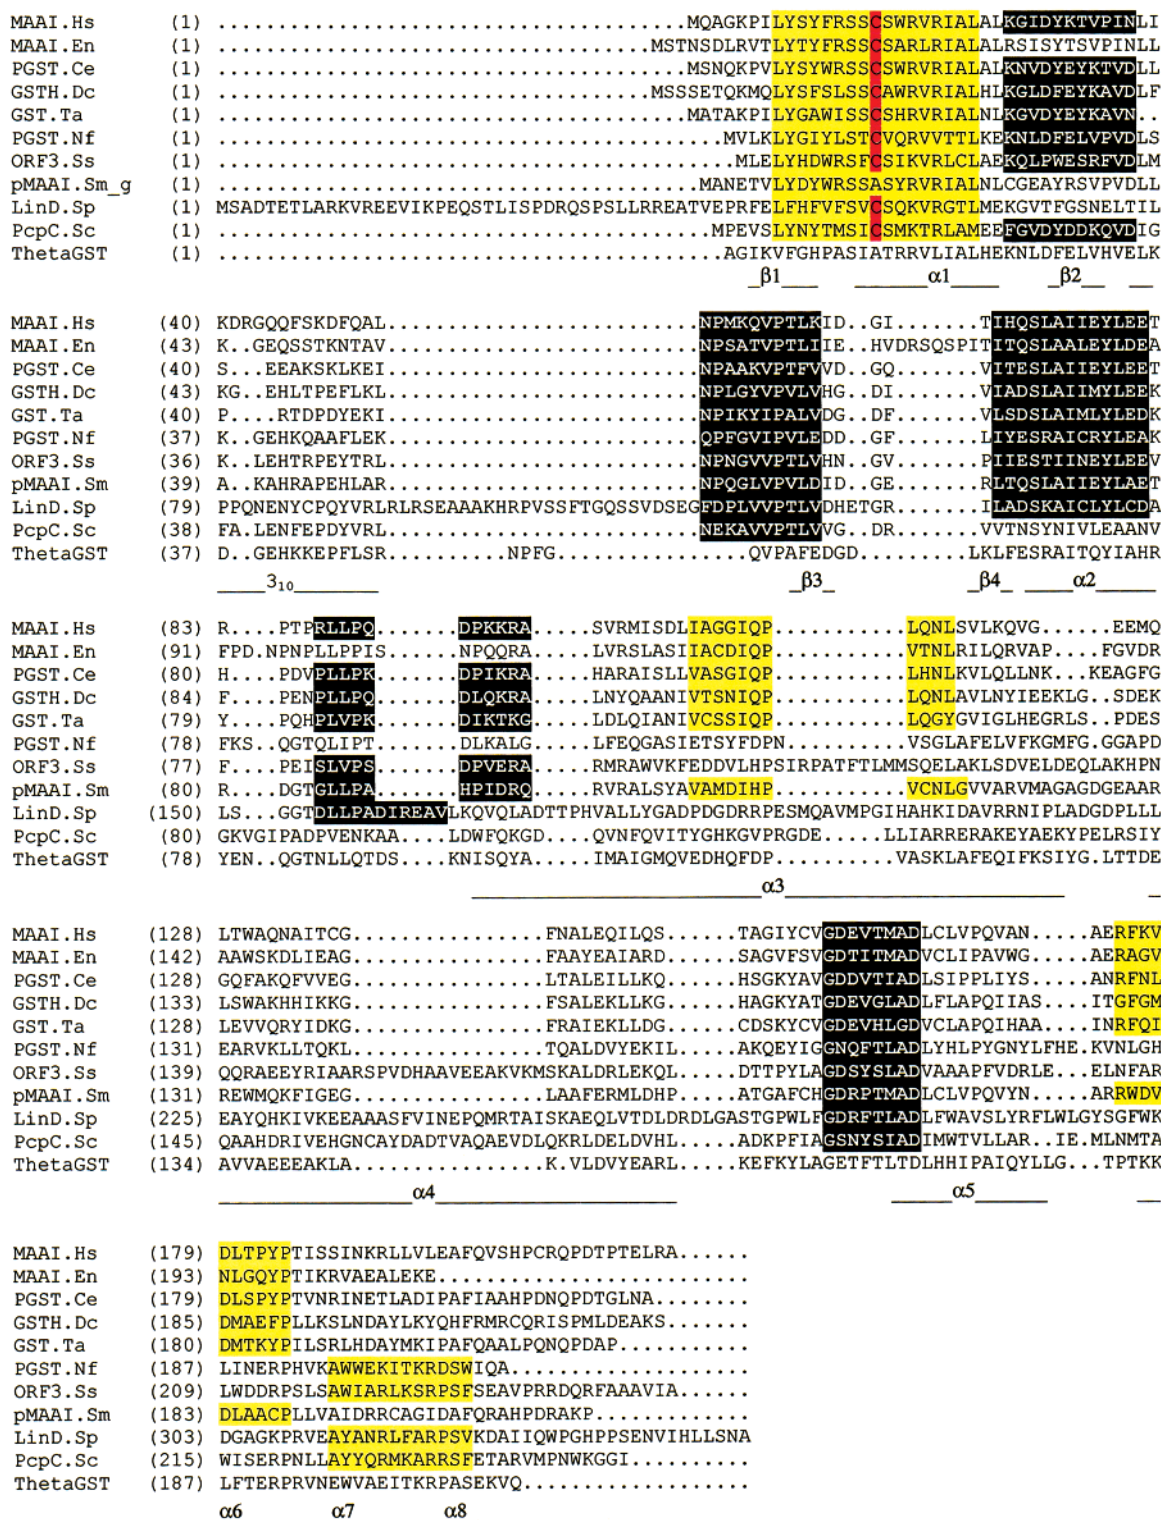 MAAI.Hs (1) .......................................MQAGKPILYSYFRSSCSWRVRIALALKGIDYKTVPINLI
MAAI.En (1) ....................................MSTNSDLRVTLYTYFRSSCSARLRIALALRSISYTSVPINLL
PGST.Ce (1) .......................................MSNQKPVLYSYWRSSCSWRVRIALALKNVDYEYKTVDLL
GSTH.Dc (1) ....................................MSSSETQKMQLYSFSLSSCAWRVRIALHLKGLDFEYKAVDLF
GST.Ta (1) .......................................MATAKPILYGAWISSCSHRVRIALNLKGVDYEYKAVN..
PGST.Nf (1) ..........................................MVLKLYGIYLSTCVQRVVTTLKEKNLDFELVPVDLS
ORF3.Ss (1) ...........................................MLELYHDWRSFCSIKVRLCLAEKQLPWESRFVDLM
pMAAI.Sm_g (1) ........................................MANETVLYDYWRSSASYRVRIALNLCGEAYRSVPVDLL
LinD.Sp (1) MSADTETLARKVREEVIKPEQSTLISPDRQSPSLLRREATVEPRFELFHFVFSVCSQKVRGTLMEKGVTFGSNELTIL
PcpC.Sc (1) .........................................MPEVSLYNYTMSICSMKTRLAMEEFGVDYDDKQVDIG
ThetaGST (1) ..........................................AGIKVFGHPASIATRRVLIALHEKNLDFELVHVELK
β1 α1 β2
MAAI.Hs (40) KDRGQQFSKDFQAL..........................NPMKQVPTLKID..GI.......TIHQSLAIIEYLEET
MAAI.En (43) K..GEQSSTKNTAV..........................NPSATVPTLIIE..HVDRSQSPITITQSLAALEYLDEA
PGST.Ce (40) S...EEAKSKLKEI..........................NPAAKVPTFVVD..GQ.......VITESLAIIEYLEET
GSTH.Dc (43) KG..EHLTPEFLKL..........................NPLGYVPVLVHG..DI.......VIADSLAIIMYLEEK
GST.Ta (40) P....RTDPDYEKI..........................NPIKYIPALVDG..DF.......VLSDSLAIMLYLEDK
PGST.Nf (37) K..GEHKQAAFLEK..........................QPFGVIPVLEDD..GF.......LIYESRAICRYLEAK
ORF3.Ss (36) K..LEHTRPEYTRL..........................NPNGVVPTLVHN..GV.......PIIESTIINEYLEEV
pMAAI.Sm (39) A..KAHRAPEHLAR..........................NPQGLVPVLDID..GE.......RLTQSLAIIEYLAET
LinD.Sp (79) PPQNENYCPQYVRLRLRSEAAAKHRPVSSFTGQSSVDSEGFDPLVVPTLVDHETGR.......ILADSKAICLYLCDA
PcpC.Sc (38) FA.LENFEPDYVRL..........................NEKAVVPTLVVG..DR.......VVTNSYNIVLEAANV
ThetaGST (37) D..GEHKKEPFLSR..........NPFG................QVPAFEDGD.........LKLFESRAITQYIAHR
3₁₀ β3 β4 α2
MAAI.Hs (83) R....PTPRLLPQ.......DPKKRA.....SVRMISDLIAGGIQP...........LQNLSVLKQVG......EEMQ
MAAI.En (91) FPD.NPNPLLPPIS......NPQQRA.....LVRSLASIIACDIQP...........VTNLRILQRVAP.....FGVDR
PGST.Ce (80) H....PDVPLLPK.......DPIKRA.....HARAISLLVASGIQP...........LHNLKVLQLLNK...KEAGFG
GSTH.Dc (84) F....PENPLLPQ.......DLQKRA.....LNYQAANIVTSNIQP...........LQNLAVLNYIEEKLG..SDEK
GST.Ta (79) Y....PQHPLVPK.......DIKTKG.....LDLQIANIVCSSIQP...........LQGYGVIGLHEGRLS..PDES
PGST.Nf (78) FKS..QGTQLIPT.......DLKALG.....LFEQGASIETSYFDPN..........VSGLAFELVFKGMFG.GGAPD
ORF3.Ss (77) F....PEISLVPS.......DPVERA.....RMRAWVKFEDDVLHPSIRPATFTLMMSQELAKLSDVELDEQLAKHPN
pMAAI.Sm (80) R....DGTGLLPA.......HPIDRQ.....RVRALSYAVAMDIHP...........VCNLGVVARVMAGAGDGEAAR
LinD.Sp (150) LS...GGTDLLPADIREAVLKQVQLADTTPHVALLYGADPDGDRRPESMQAVMPGIHAHKIDAVRRNIPLADGDPLLL
PcpC.Sc (80) GKVGIPADPVENKAA....LDWFQKGD....QVNFQVITYGHKGVPRGDE......LLIARRERAKEYAEKYPELRSIY
ThetaGST (78) YEN..QGTNLLQTDS....KNISQYA.....IMAIGMQVEDHQFDP..........VASKLAFEQIFKSIYG.LTTDE
α3
MAAI.Hs (128) LTWAQNAITCG................FNALEQILQS......TAGIYCVGDEVTMADLCLVPQVAN.....AERFKV
MAAI.En (142) AAWSKDLIEAG................FAAYEAIARD......SAGVFSVGDTITMADVCLIPAVWG.....AERAGV
PGST.Ce (128) GQFAKQFVVEG................LTALEILLKQ......HSGKYAVGDDVTIADLSIPPLIYS.....ANRFNL
GSTH.Dc (133) LSWAKHHIKKG................FSALEKLLKG......HAGKYATGDEVGLADLFLAPQIIAS....ITGFGM
GST.Ta (128) LEVVQRYIDKG................FRAIEKLLDG......CDSKYCVGDEVHLGDVCLAPQIHAA....INRFQI
PGST.Nf (131) EARVKLLTQKL................TQALDVYEKIL.....AKQEYIGGNQFTLADLYHLPYGNYLFHE.KVNLGH
ORF3.Ss (139) QQRAEEYRIAARSPVDHAAVEEAKVKMSKALDRLEKQL.....DTTPYLAGDSYSLADVAAAPFVDRLE...ELNFAR
pMAAI.Sm (131) REWMQKFIGEG................LAAFERMLDHP.....ATGAFCHGDRPTMADLCLVPQVYN.....ARRWDV
LinD.Sp (225) EAYQHKIVKEEAAASFVINEPQMRTAISKAEQLVTDLDRDLGASTGPWLFGDRFTLADLFWAVSLYRFLWLGYSGFWK
PcpC.Sc (145) QAAHDRIVEHGNCAYDADTVAQAEVDLQKRLDELDVHL.....ADKPFIAGSNYSIADIMWTVLLAR..IE.MLNMTA
ThetaGST (134) AVVAEEEAKLA................K.VLDVYEARL.....KEFKYLAGETFTLTDLHHIPAIQYLLG...TPTKK
α4 α5
MAAI.Hs (179) DLTPYPTISSINKRLLVLEAFQVSHPCRQPDTPTELRA......
MAAI.En (193) NLGQYPTIKRVAEALEKE..........................
PGST.Ce (179) DLSPYPTVNRINETLADIPAFIAAHPDNQPDTGLNA........
GSTH.Dc (185) DMAEFPLLKSLNDAYLKYQHFRMRCQRISPMLDEAKS.......
GST.Ta (180) DMTKYPILSRLHDAYMKIPAFQAALPQNQPDAP...........
PGST.Nf (187) LINERPHVKAWWEKITKRDSWIQA....................
ORF3.Ss (209) LWDDRPSLSAWIARLKSRPSFSEAVPRRDQRFAAAVIA......
pMAAI.Sm (183) DLAACPLLVAIDRRCAGIDAFQRAHPDRAKP.............
LinD.Sp (303) DGAGKPRVEAYANRLFARPSVKDAIIQWPGHPPSENVIHLLSNA
PcpC.Sc (215) WISERPNLLAYYQRMKARRSFETARVMPNWKGGI..........
ThetaGST (187) LFTERPRVNEWVAEITKRPASEKVQ...................
α6 α7 α8